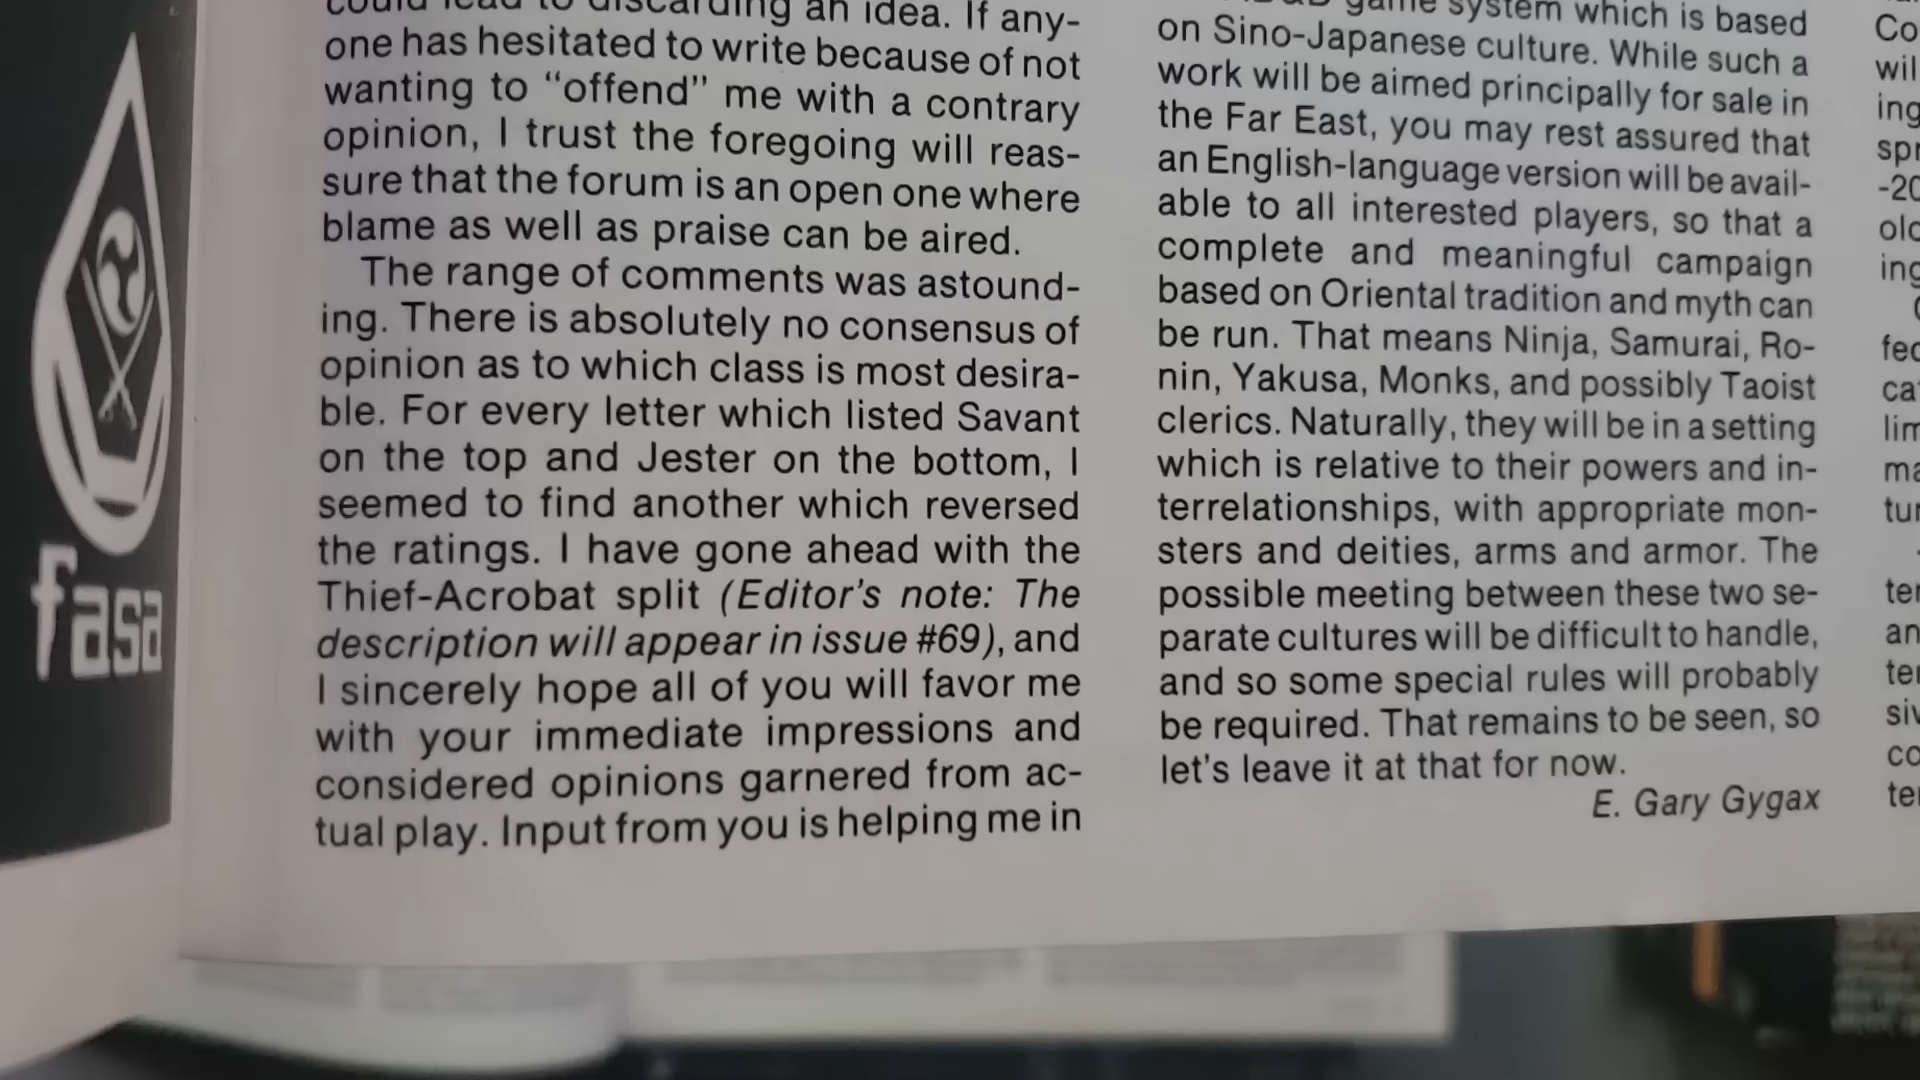 fasa
could lead to discarding an idea. If any-
one has hesitated to write because of not
wanting to “offend” me with a contrary
opinion, I trust the foregoing will reas-
sure that the forum is an open one where
blame as well as praise can be aired.
The range of comments was astound-
ing. There is absolutely no consensus of
opinion as to which class is most desira-
ble. For every letter which listed Savant
on the top and Jester on the bottom, I
seemed to find another which reversed
the ratings. I have gone ahead with the
Thief-Acrobat split (Editor's note: The
description will appear in issue #69), and
I sincerely hope all of you will favor me
with your immediate impressions and
considered opinions garnered from ac-
tual play. Input from you is helping me in
game system which is based
on Sino-Japanese culture. While such a
work will be aimed principally for sale in
the Far East, you may rest assured that
an English-language version will be avail-
able to all interested players, so that a
complete and meaningful campaign
based on Oriental tradition and myth can
be run. That means Ninja, Samurai, Ro-
nin, Yakusa, Monks, and possibly Taoist
clerics. Naturally, they will be in a setting
which is relative to their powers and in-
terrelationships, with appropriate mon-
sters and deities, arms and armor. The
possible meeting between these two se-
parate cultures will be difficult to handle,
and so some special rules will probably
be required. That remains to be seen, so
let's leave it at that for now.
E. Gary Gygax